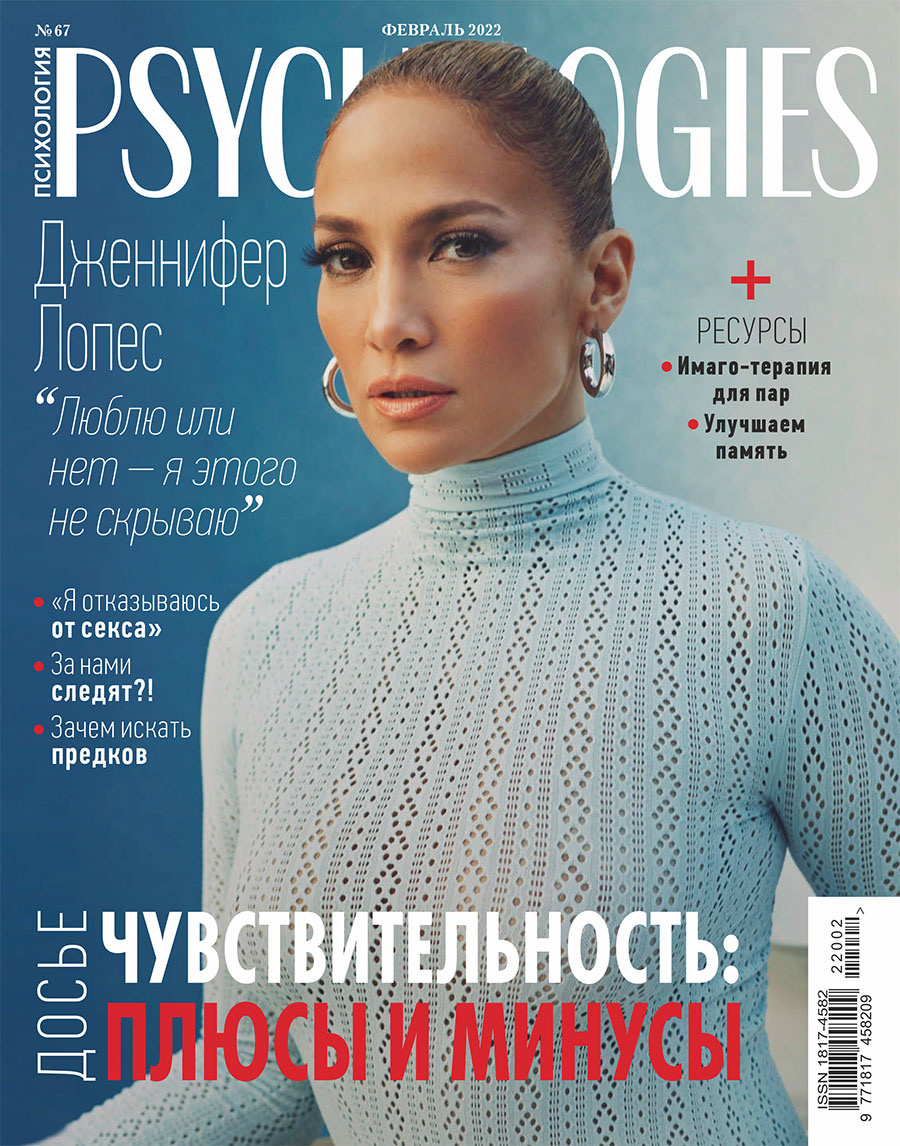 № 67
ФЕВРАЛЬ 2022
ПСИХОЛОГИЯ
PSYCHOLOGIES
Дженнифер
Лопес
“Люблю или
нет – я этого
не скрываю”
• «Я отказываюсь
от секса»
• За нами
следят?!
• Зачем искать
предков
+
РЕСУРСЫ
• Имаго-терапия
для пар
• Улучшаем
память
ДОСЬЕ
ЧУВСТВИТЕЛЬНОСТЬ:
ПЛЮСЫ И МИНУСЫ
ISSN 1817-4582
22002
9 771817 458209 >